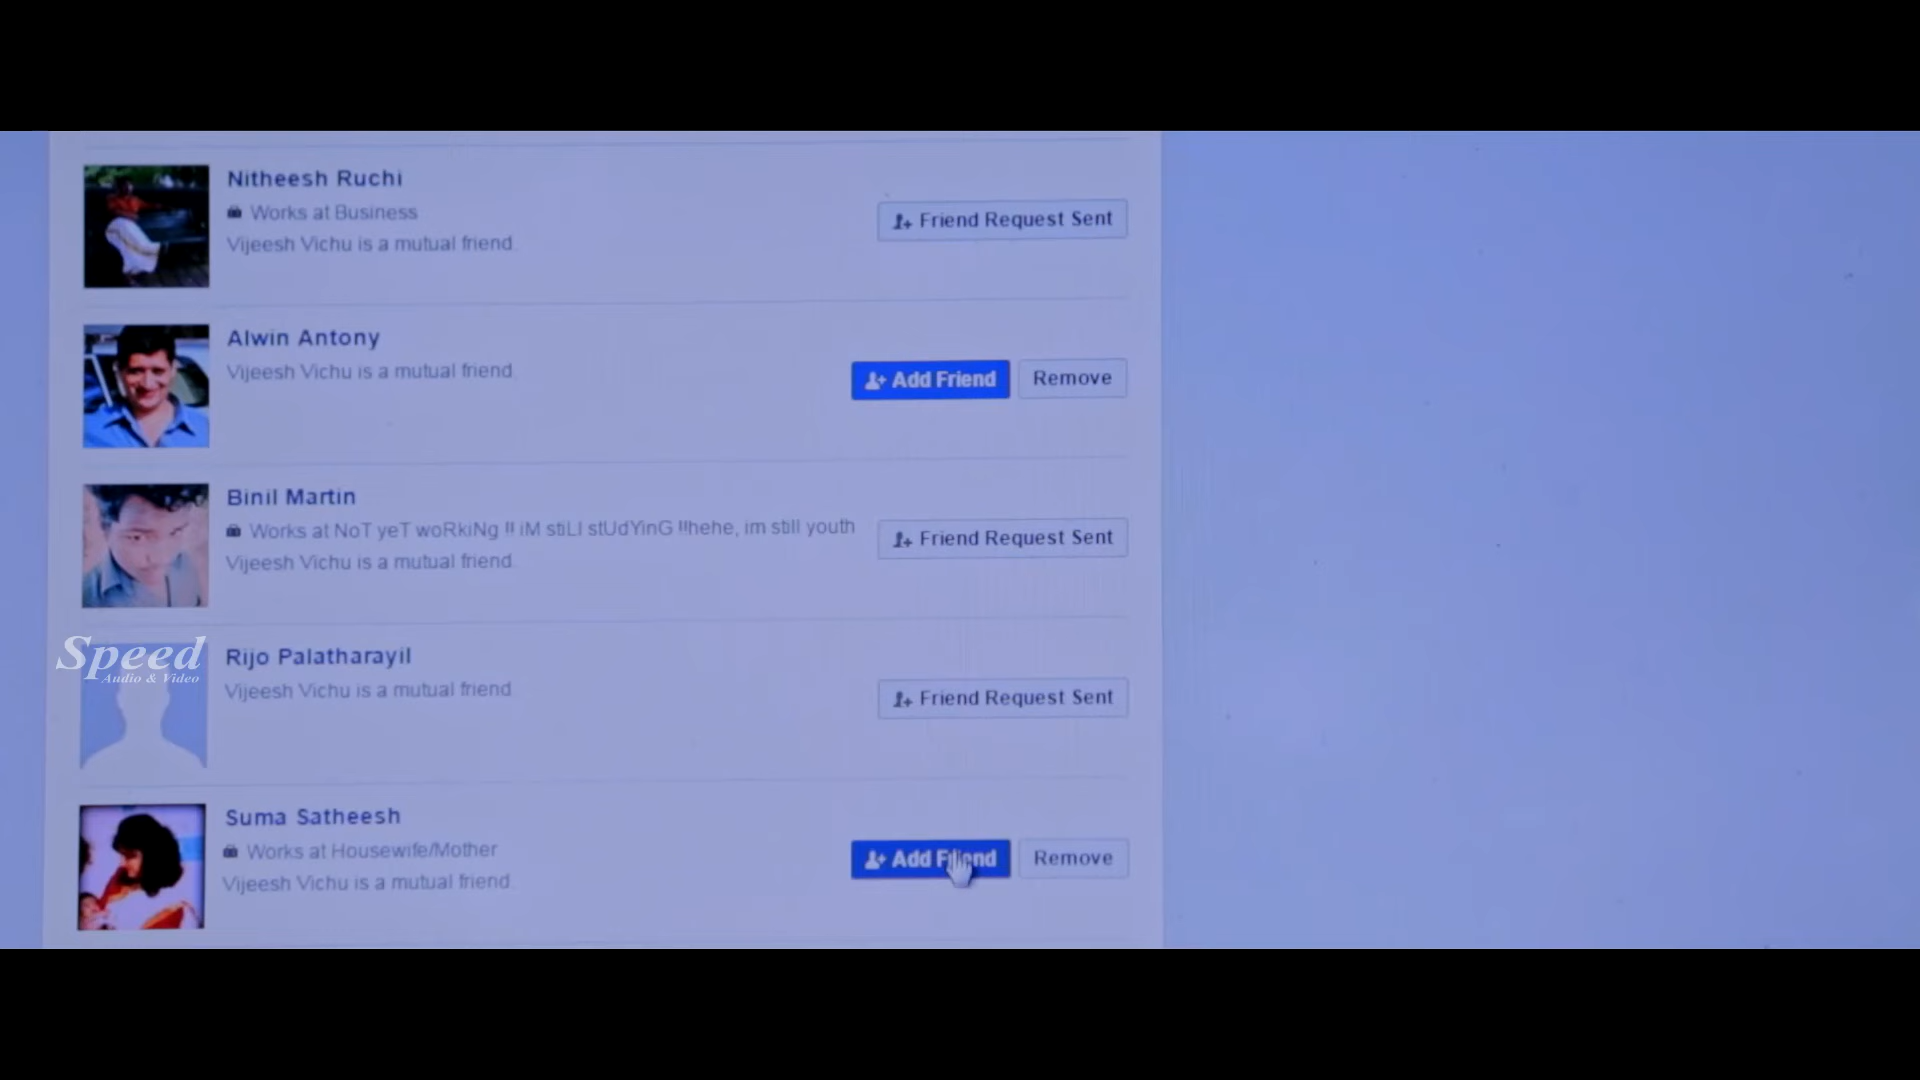 Nitheesh Ruchi
Works at Business
Vijeesh Vichu is a mutual friend.
Friend Request Sent
Alwin Antony
Vijeesh Vichu is a mutual friend.
Add Friend
Remove
Binil Martin
Works at NoT yeT woRkiNg !! iM stiLl stUdYinG !!hehe, im still youth
Vijeesh Vichu is a mutual friend.
Friend Request Sent
Speed
Audio & Video
Rijo Palatharayil
Vijeesh Vichu is a mutual friend.
Friend Request Sent
Suma Satheesh
Works at Housewife/Mother
Vijeesh Vichu is a mutual friend.
Add Friend
Remove